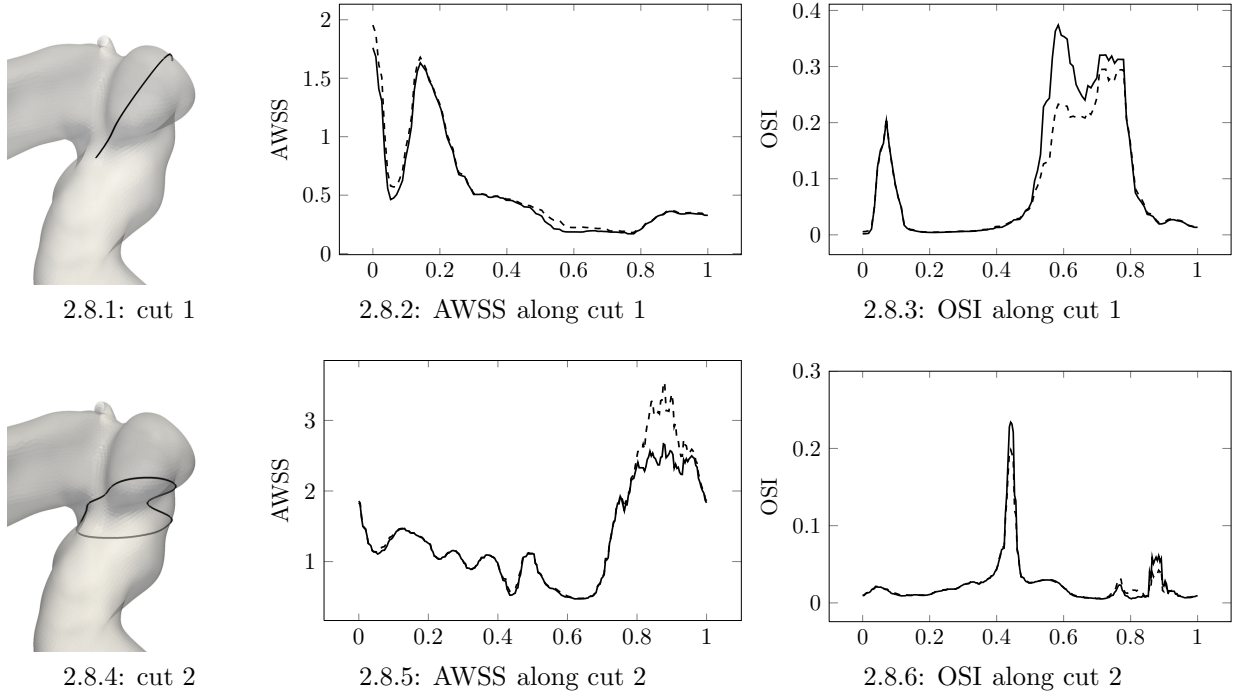 2
1.5
1
0.5
0
AWSS
0 0.2 0.4 0.6 0.8 1
0.4
0.3
0.2
0.1
0
OSI
0 0.2 0.4 0.6 0.8 1
2.8.1: cut 1
2.8.2: AWSS along cut 1
2.8.3: OSI along cut 1
3
2
1
AWSS
0 0.2 0.4 0.6 0.8 1
0.3
0.2
0.1
0
OSI
0 0.2 0.4 0.6 0.8 1
2.8.4: cut 2
2.8.5: AWSS along cut 2
2.8.6: OSI along cut 2